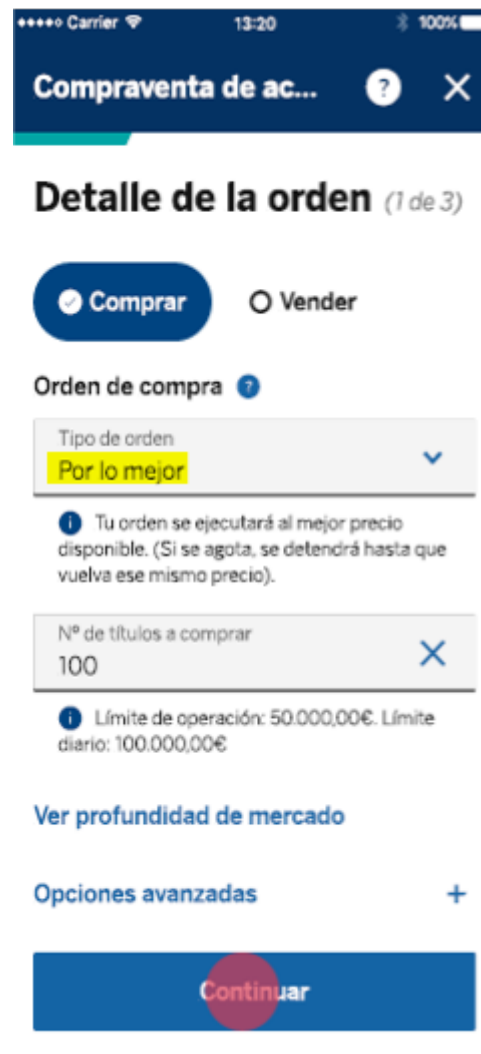 Carrier
13:20
100%
Compraventa de ac...
?
Detalle de la orden (1 de 3)
Comprar
Vender
Orden de compra ?
Tipo de orden
Por lo mejor
i Tu orden se ejecutará al mejor precio
disponible. (Si se agota, se detendrá hasta que
vuelva ese mismo precio).
Nº de títulos a comprar
100
i Límite de operación: 50.000,00€. Límite
diario: 100.000,00€
Ver profundidad de mercado
Opciones avanzadas +
Continuar